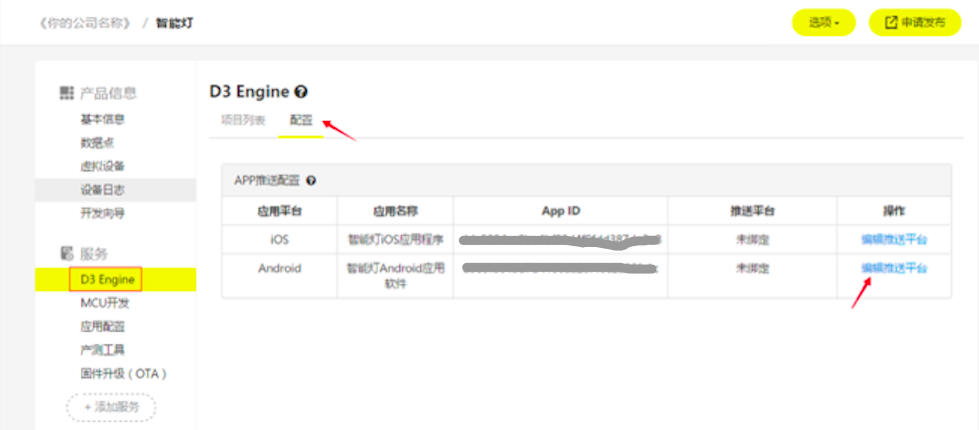 《你的公司名称》 / 智能灯
选项
申请发布
产品信息
基本信息
数据点
虚拟设备
设备日志
开发向导
服务
D3 Engine
MCU开发
应用配置
产测工具
固件升级（OTA）
+ 添加服务
D3 Engine
项目列表 配置
APP推送配置
应用平台 应用名称 App ID 推送平台 操作
iOS 智能灯iOS应用程序 未绑定 编辑推送平台
Android 智能灯Android应用软件 未绑定 编辑推送平台